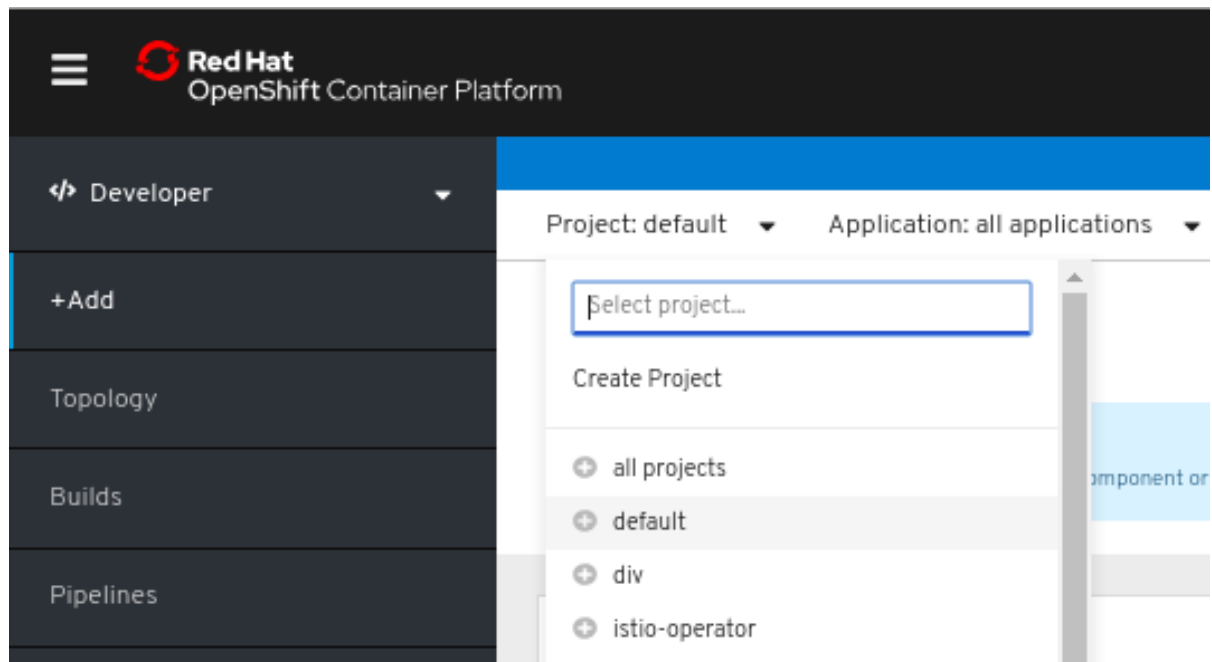 Red Hat
OpenShift Container Platform
</> Developer
Project: default
Application: all applications
+Add
Select project...
Create Project
Topology
all projects
omponent or
Builds
default
div
Pipelines
istio-operator